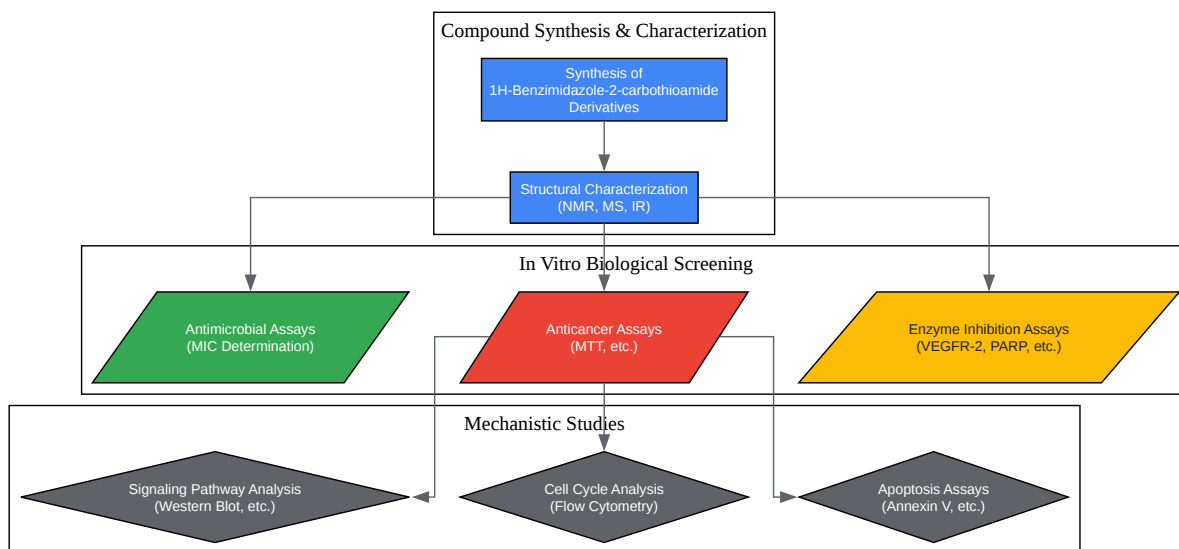 Compound Synthesis & Characterization
Synthesis of
1H-Benzimidazole-2-carbothioamide
Derivatives
Structural Characterization
(NMR, MS, IR)
In Vitro Biological Screening
Antimicrobial Assays
(MIC Determination)
Anticancer Assays
(MTT, etc.)
Enzyme Inhibition Assays
(VEGFR-2, PARP, etc.)
Mechanistic Studies
Signaling Pathway Analysis
(Western Blot, etc.)
Cell Cycle Analysis
(Flow Cytometry)
Apoptosis Assays
(Annexin V, etc.)